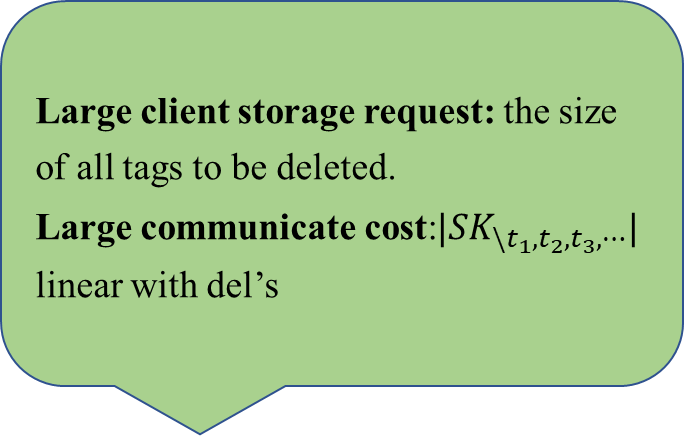 Large client storage request: the size
of all tags to be deleted.
Large communicate cost:|SK\t₁,t₂,t₃,…|
linear with del’s